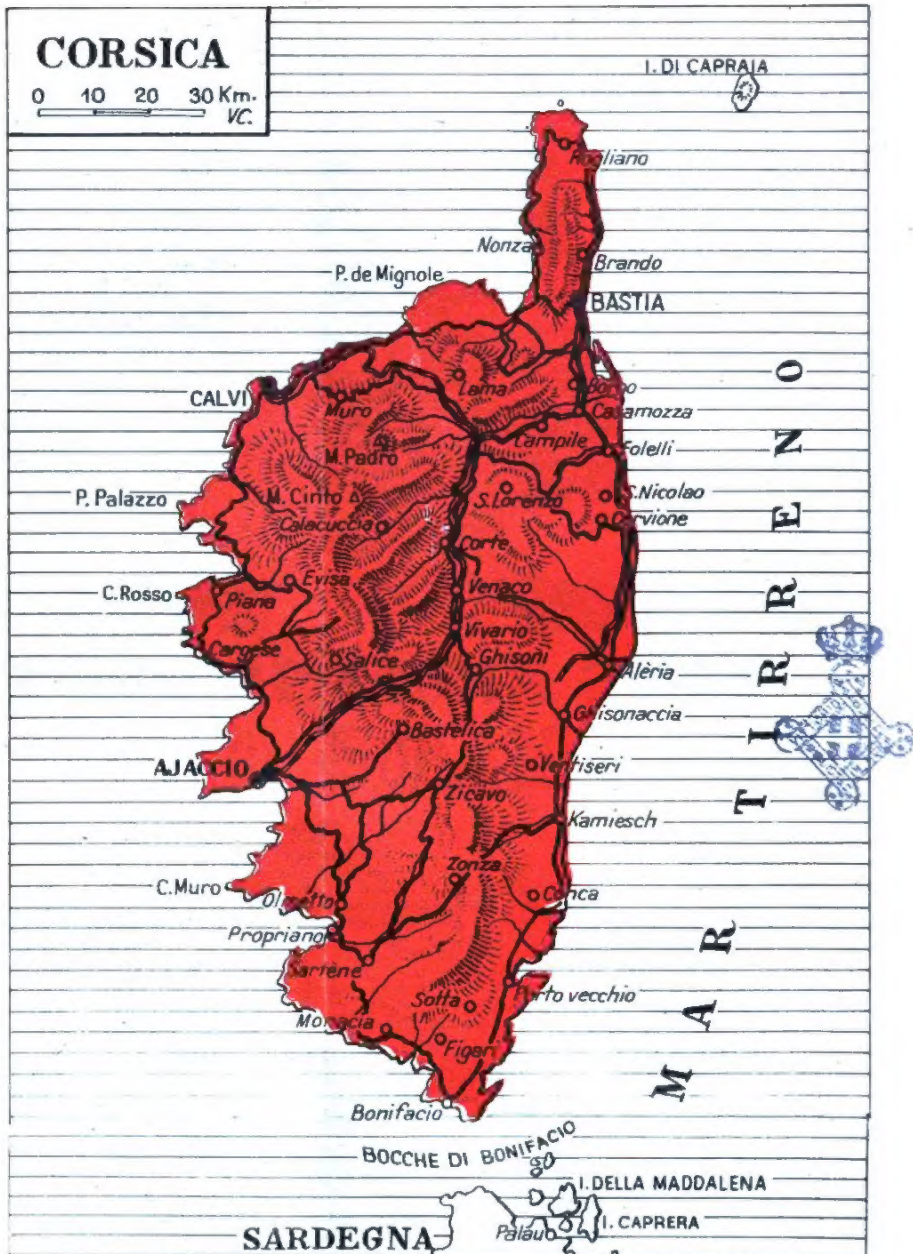 CORSICA
0 10 20 30 Km.
VC.
I. DI CAPRAIA
Rogliano
Nonza
Brando
P. de Mignole
BASTIA
Lama
CALVI
Muro
Casamozza
Campile
Folelli
M. Padro
P. Palazzo
M. Cinto
S. Lorenzo
S. Nicolao
Calacuccia
Cervione
Corte
Evisa
C. Rosso
Piana
Venaco
Vivario
Cargese
Salice
Ghisoni
Alèria
Bastelica
Ghisonaccia
AJACCIO
Ventiseri
Zicavo
Kamiesch
Zonza
C. Muro
Olmetto
Conca
Propriano
Sartene
Porto vecchio
Sotta
Monacia
Figari
Bonifacio
MAR TIRRENO
BOCCHE DI BONIFACIO
I. DELLA MADDALENA
I. CAPRERA
Palau
SARDEGNA